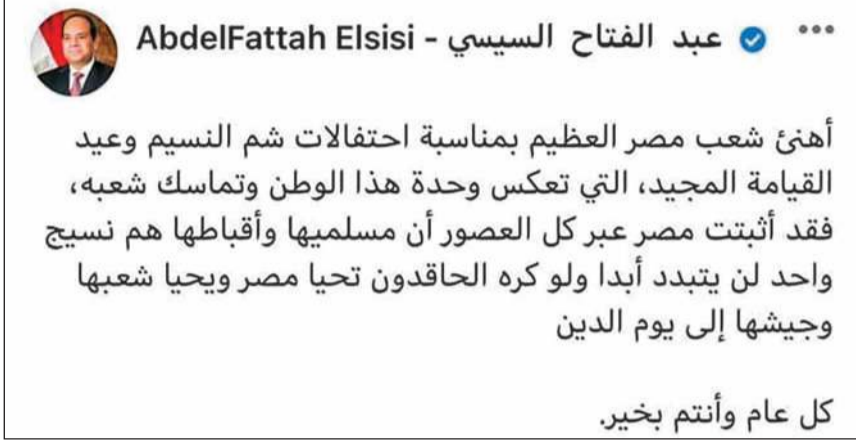 عبد الفتاح السيسي - AbdelFattah Elsisi
أهنئ شعب مصر العظيم بمناسبة احتفالات شم النسيم وعيد
القيامة المجيد، التي تعكس وحدة هذا الوطن وتماسك شعبه،
فقد أثبتت مصر عبر كل العصور أن مسلميها وأقباطها هم نسيج
واحد لن يتبدد أبدا ولو كره الحاقدون تحيا مصر ويحيا شعبها
وجيشها إلى يوم الدين
كل عام وأنتم بخير.